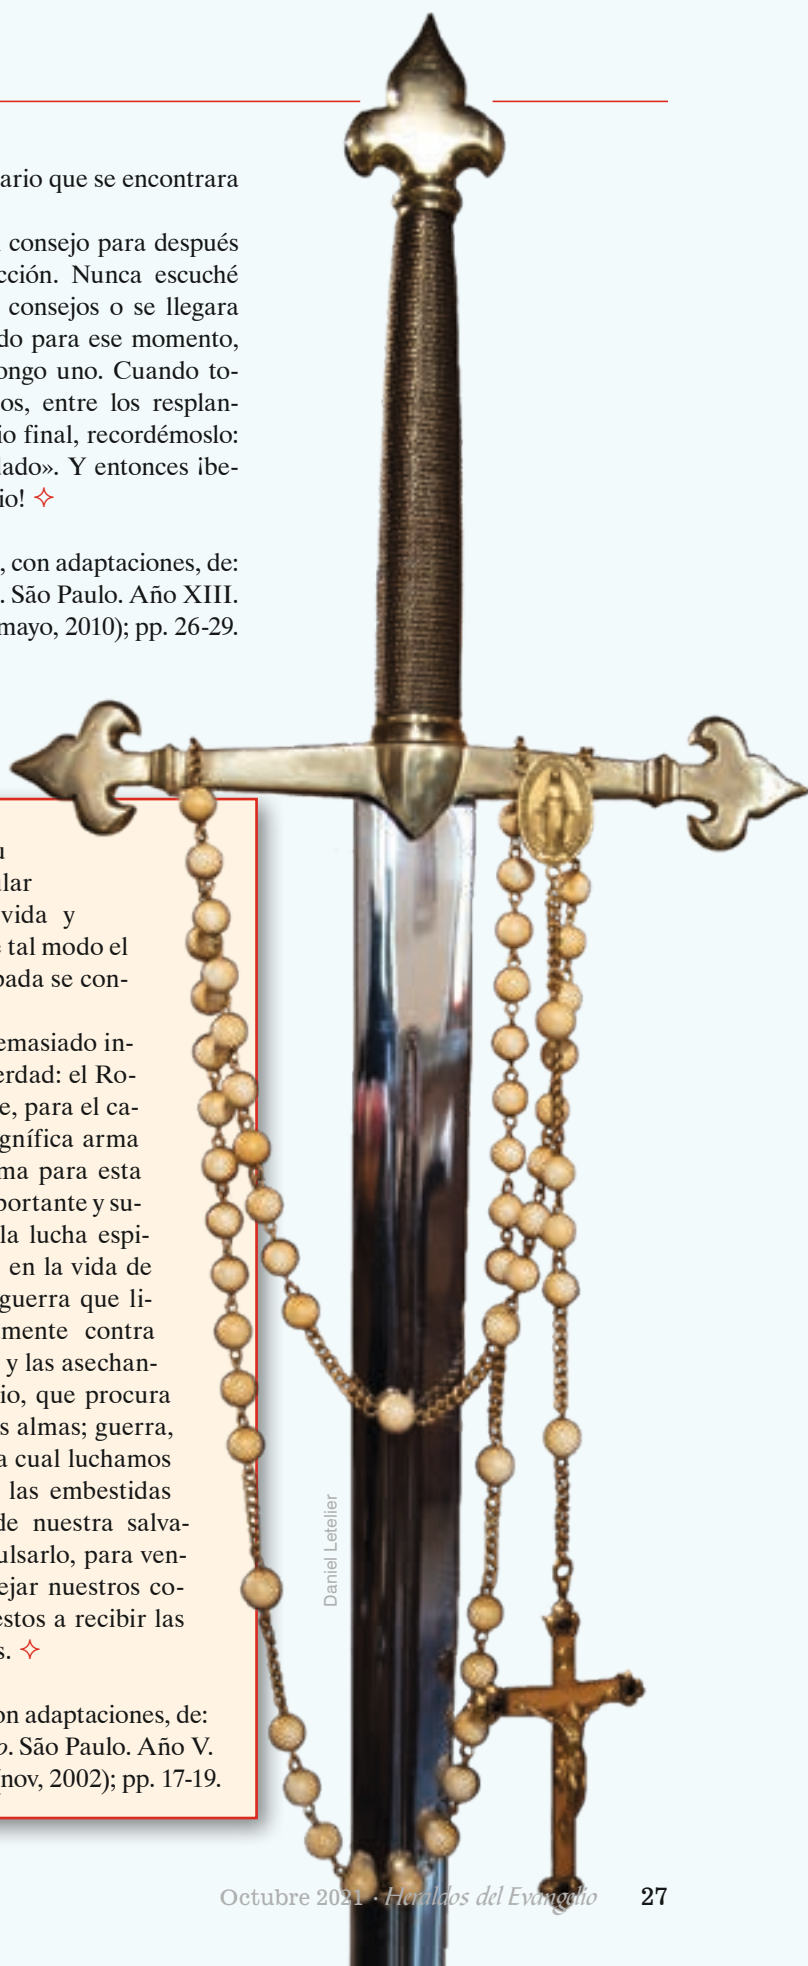 ario que se encontrara
consejo para después
cción. Nunca escuché
consejos o se llegara
do para ese momento,
ongo uno. Cuando to-
os, entre los resplan-
io final, recordémoslo:
lado». Y entonces ¡be-
io!
, con adaptaciones, de:
. São Paulo. Año XIII.
mayo, 2010); pp. 26-29.
u
lar
vida y
e tal modo el
pada se con-
emasiado in-
erdad: el Ro-
e, para el ca-
gnífica arma
ma para esta
portante y su-
la lucha espi-
en la vida de
guerra que li-
mente contra
y las asechan-
io, que procura
s almas; guerra,
a cual luchamos
las embestidas
de nuestra salva-
ulsarlo, para ven-
ejar nuestros co-
estos a recibir las
s.
on adaptaciones, de:
o. São Paulo. Año V.
nov, 2002); pp. 17-19.
Daniel Letelier
Octubre 2021 · Heraldos del Evangelio 27